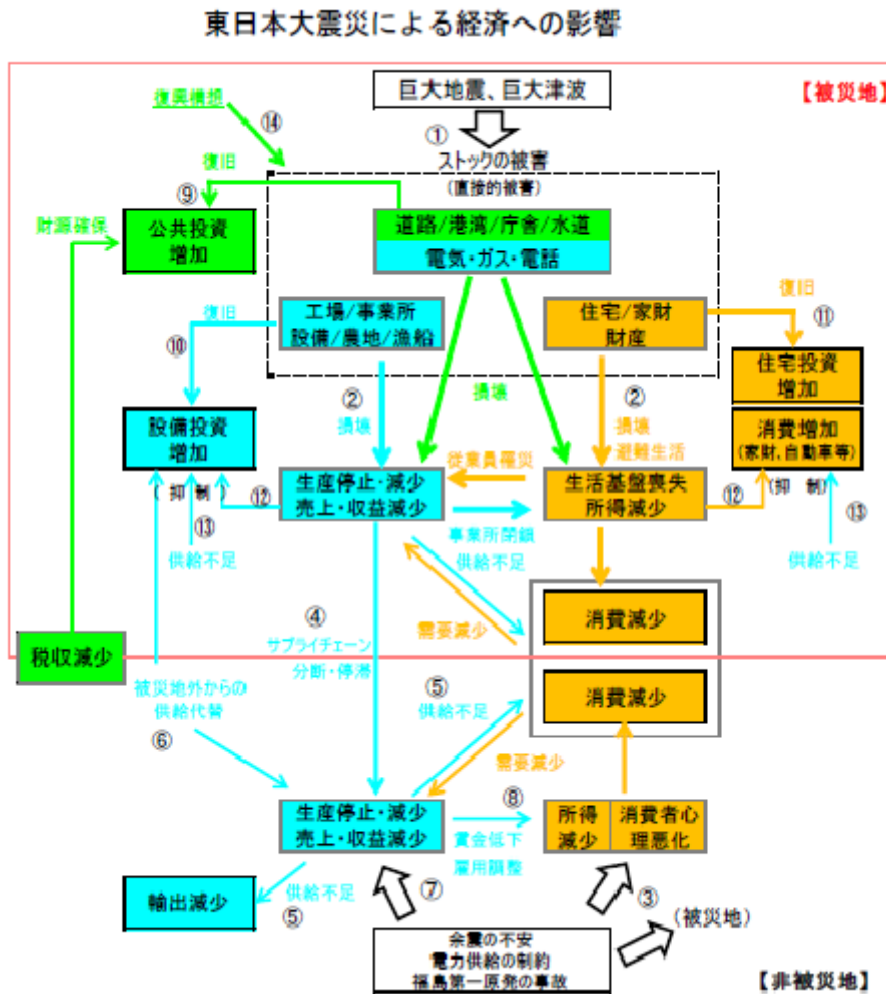 東日本大震災による経済への影響
巨大地震、巨大津波
【被災地】
復興構想
⑭
①
ストックの被害
(直接的被害)
復旧
⑨
財源確保
公共投資
増加
道路/港湾/庁舎/水道
電気・ガス・電話
復旧
⑩
工場/事業所
設備/農地/漁船
住宅/家財
財産
復旧
⑪
住宅投資
増加
②
損壊
損壊
②
損壊
避難生活
設備投資
増加
消費増加
(家財,自動車等)
従業員罹災
(抑 制)
⑫
生産停止・減少
売上・収益減少
生活基盤喪失
所得減少
⑫
(抑 制)
⑬
供給不足
事業所閉鎖
供給不足
⑬
供給不足
④
サプライチェーン
分断・停滞
需要減少
消費減少
税収減少
被災地外からの
供給代替
⑥
⑤
供給不足
消費減少
需要減少
生産停止・減少
売上・収益減少
⑧
賃金低下
雇用調整
所得
減少
消費者心
理悪化
輸出減少
供給不足
⑤
⑦
③
(被災地)
余震の不安
電力供給の制約
福島第一原発の事故
【非被災地】